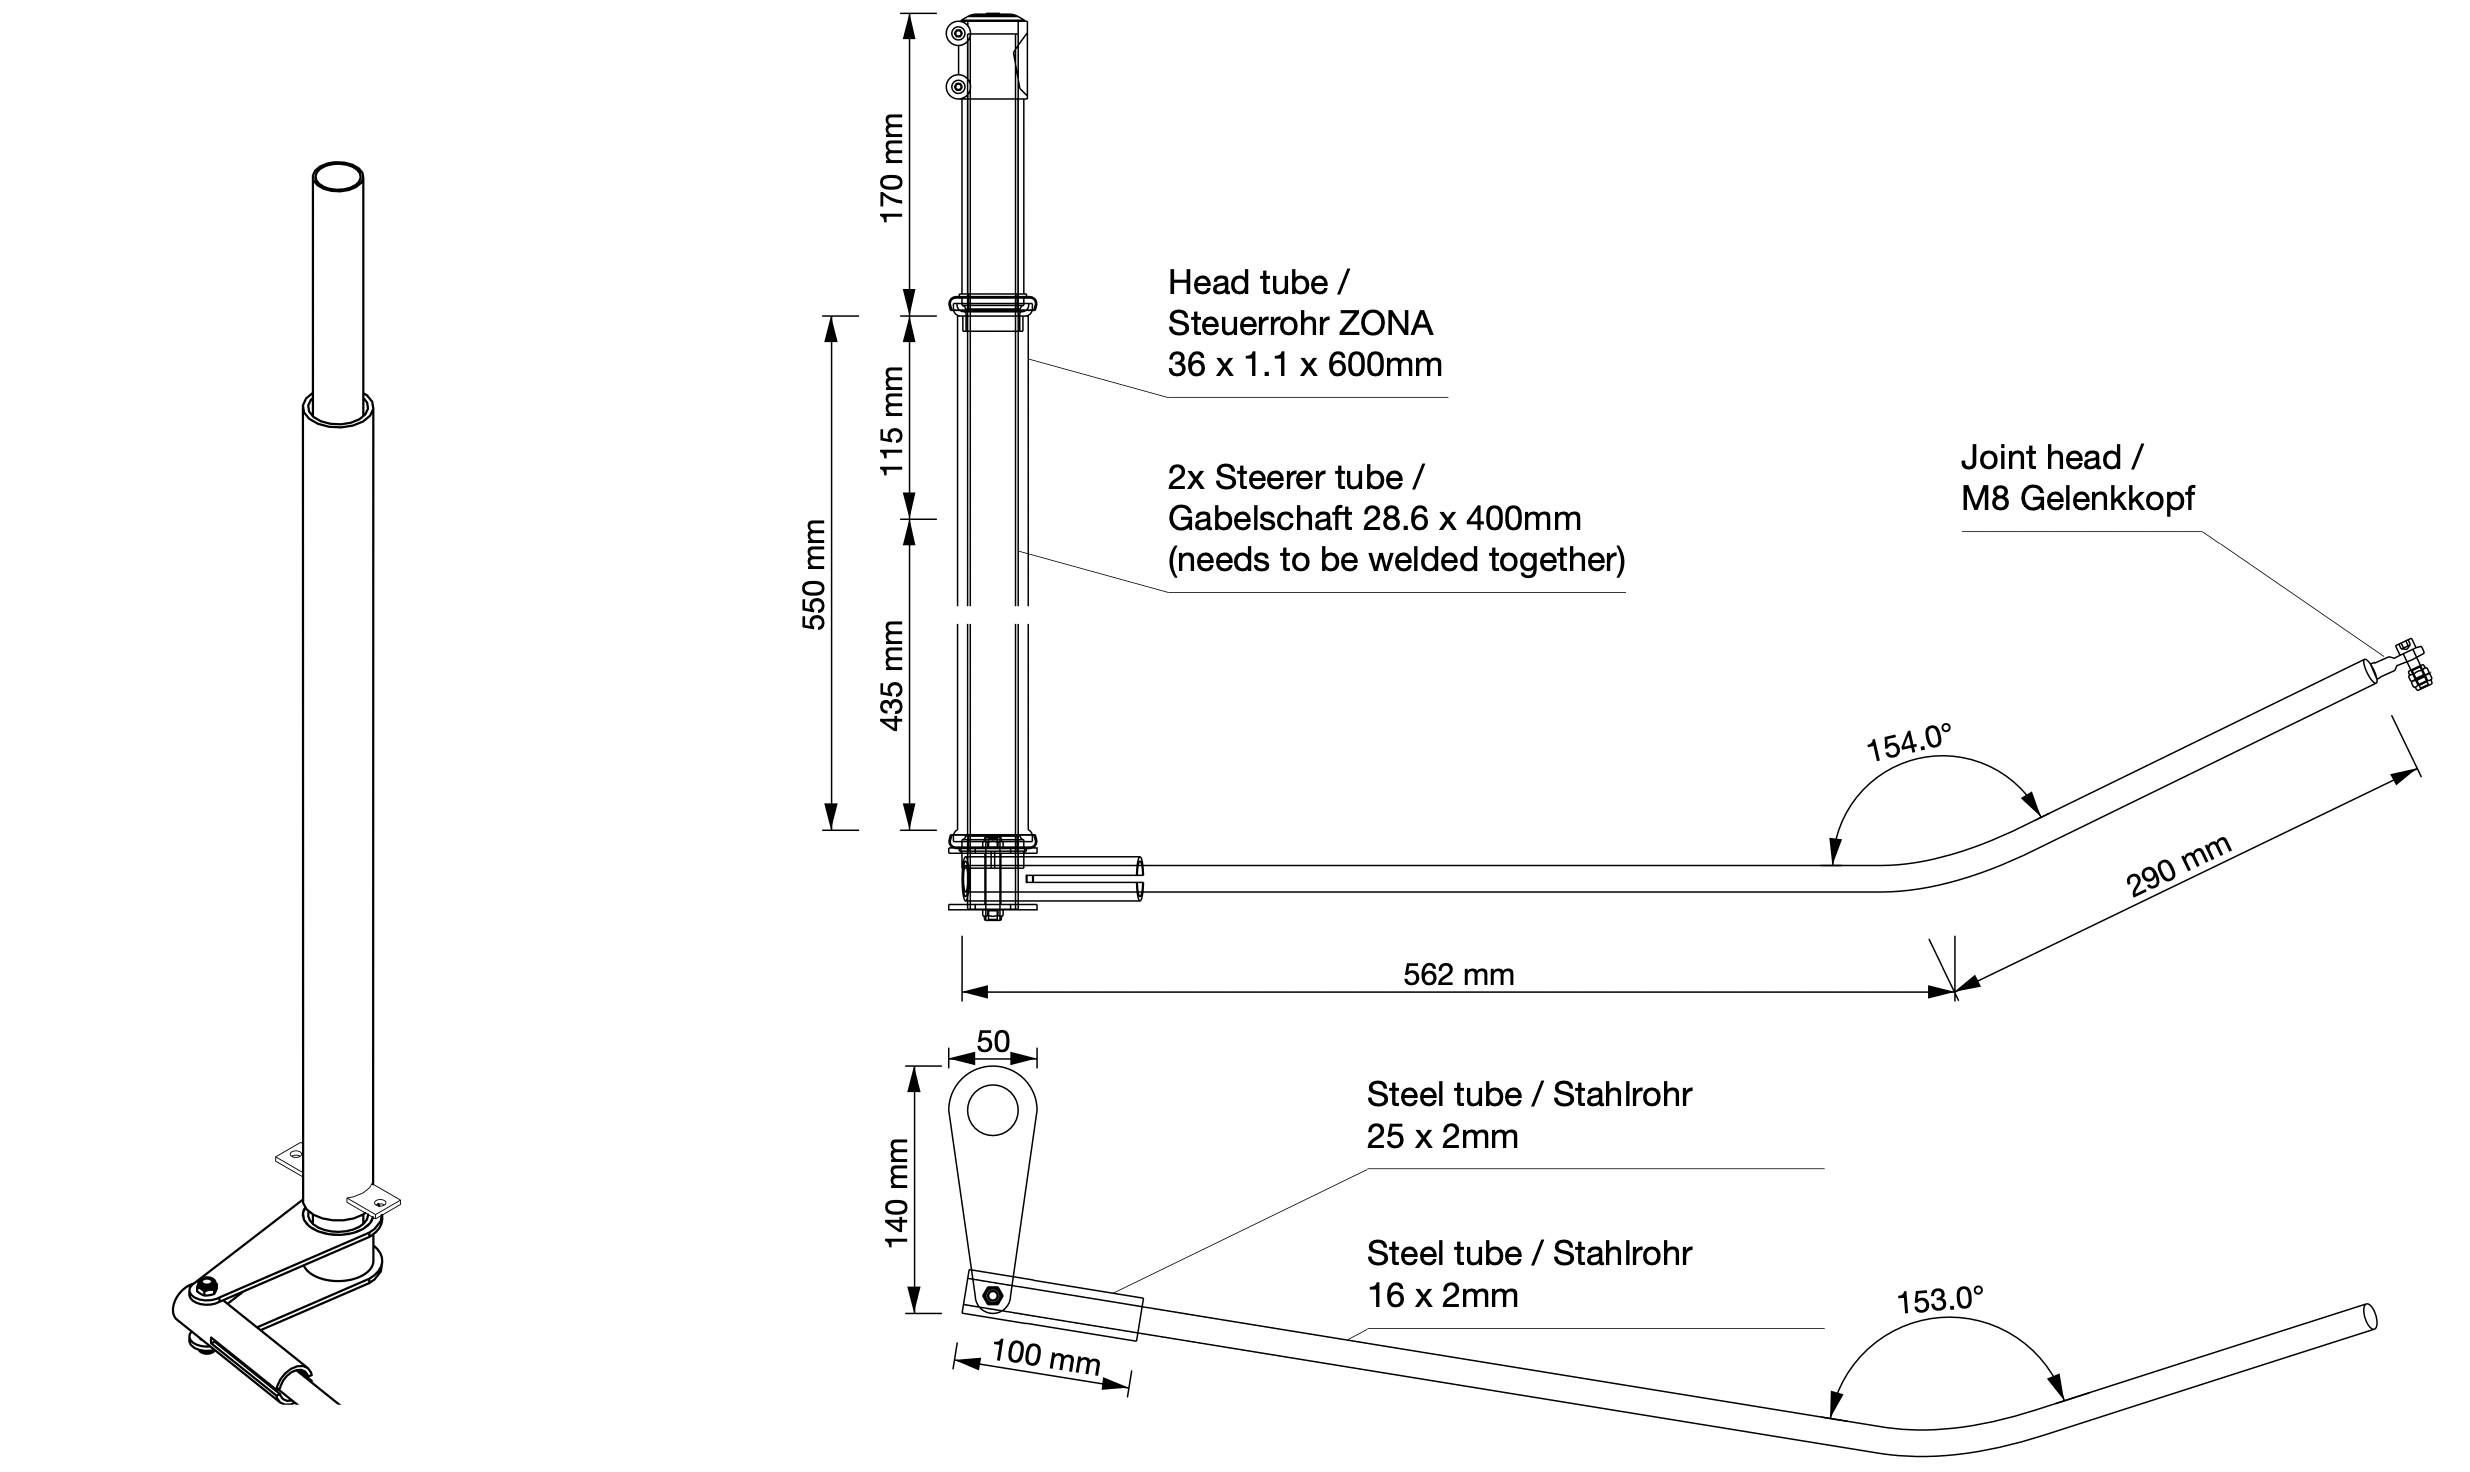 170 mm
Head tube /
Steuerrohr ZONA
36 x 1.1 x 600mm
115 mm
2x Steerer tube /
Gabelschaft 28.6 x 400mm
(needs to be welded together)
Joint head /
M8 Gelenkkopf
550 mm
435 mm
154.0°
290 mm
562 mm
50
140 mm
Steel tube / Stahlrohr
25 x 2mm
Steel tube / Stahlrohr
16 x 2mm
153.0°
100 mm